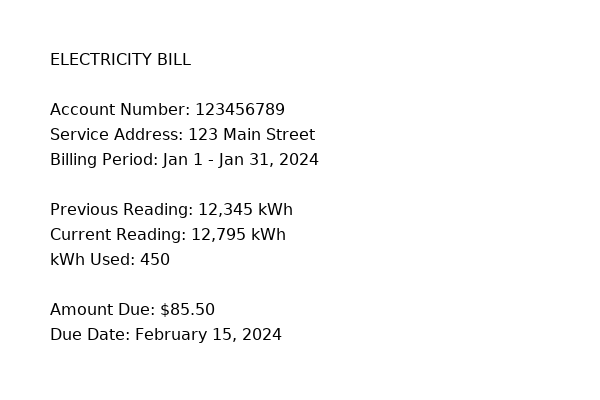 ELECTRICITY BILL
Account Number: 123456789
Service Address: 123 Main Street
Billing Period: Jan 1 - Jan 31, 2024
Previous Reading: 12,345 kWh
Current Reading: 12,795 kWh
kWh Used: 450
Amount Due: $85.50
Due Date: February 15, 2024